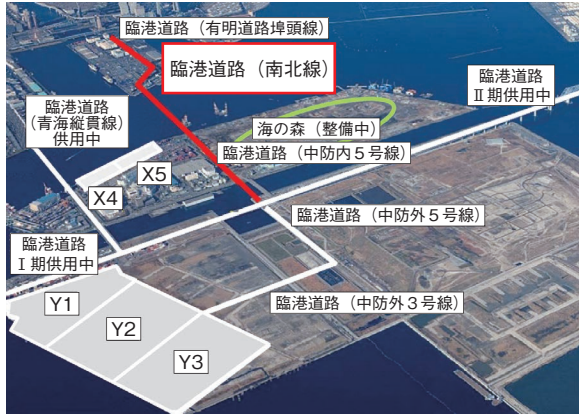 臨港道路（有明道路埠頭線）
臨港道路（南北線）
臨港道路
Ⅱ期供用中
臨港道路
（青海縦貫線）
供用中
海の森（整備中）
臨港道路（中防内５号線）
X5
X4
臨港道路（中防外５号線）
臨港道路
Ⅰ期供用中
臨港道路（中防外３号線）
Y1
Y2
Y3